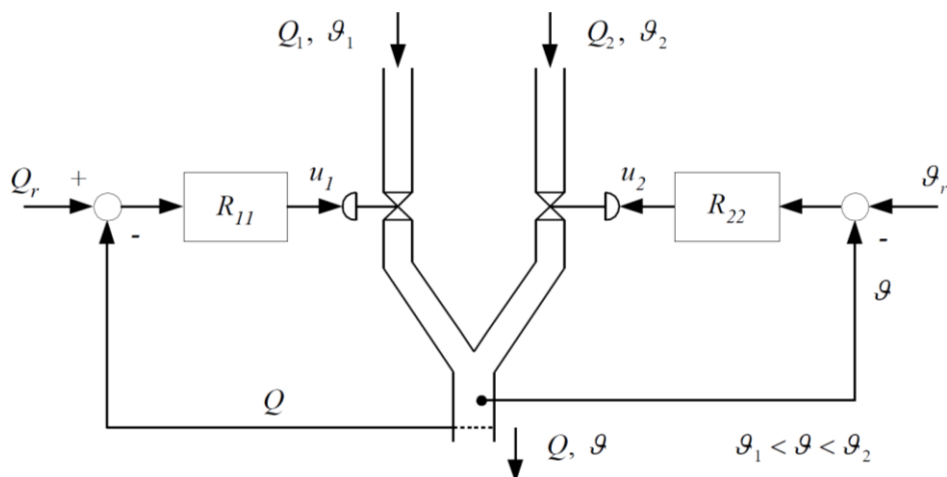 Q₁, ϑ₁
Q₂, ϑ₂
Qᵣ
+
-
R₁₁
u₁
u₂
R₂₂
ϑᵣ
-
ϑ
Q
Q, ϑ
ϑ₁ < ϑ < ϑ₂